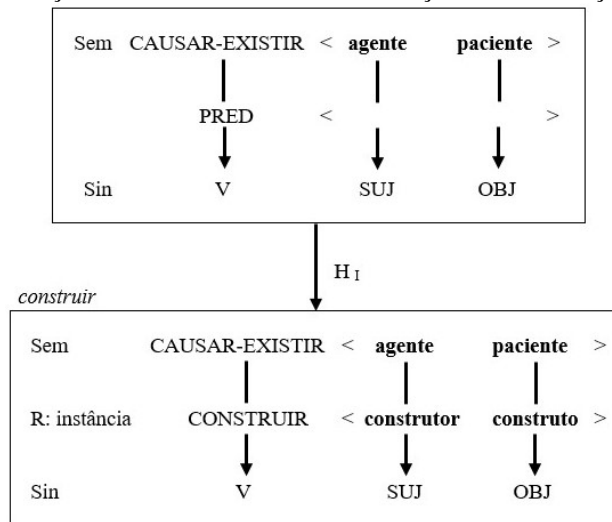 Sem CAUSAR-EXISTIR < agente paciente >
PRED < >
Sin V SUJ OBJ
H I
construir
Sem CAUSAR-EXISTIR < agente paciente >
R: instância CONSTRUIR < construtor construto >
Sin V SUJ OBJ